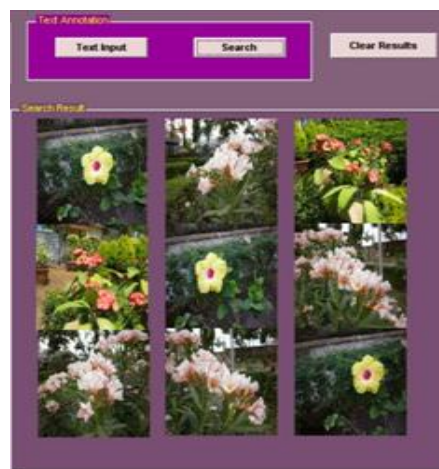 Text Annotation
Text Input
Search
Clear Results
Search Result